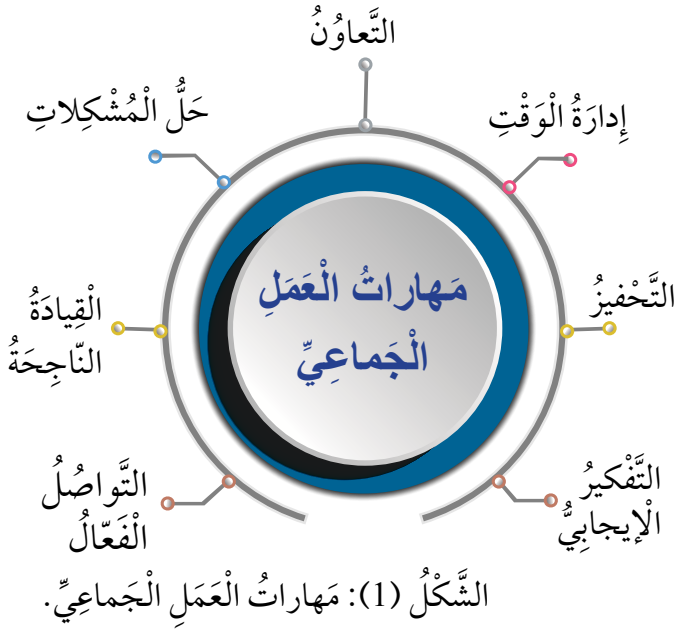 التَّعاوُنُ
إِدارَةُ الْوَقْتِ
حَلُّ الْمُشْكِلاتِ
مَهاراتُ الْعَمَلِ
الْجَماعِيِّ
التَّحْفيزُ
الْقِيادَةُ
النّاجِحَةُ
التَّفْكيرُ
الْإيجابِيُّ
التَّواصُلُ
الْفَعّالُ
الشَّكْلُ (1): مَهاراتُ الْعَمَلِ الْجَماعِيِّ.